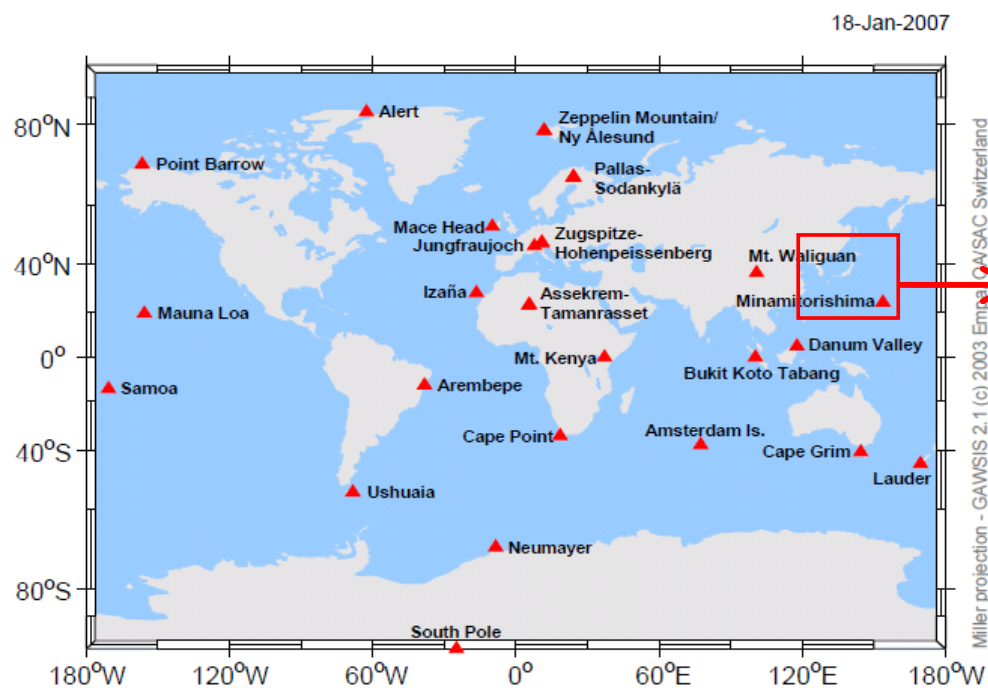 18-Jan-2007
80°N
40°N
0°
40°S
80°S
Alert
Zeppelin Mountain/
Ny Ålesund
Point Barrow
Pallas-
Sodankylä
Mace Head
Jungfraujoch
Zugspitze-
Hohenpeissenberg
Mt. Waliguan
Izaña
Assekrem-
Tamanrasset
Minamitorishima
Mauna Loa
Mt. Kenya
Danum Valley
Bukit Koto Tabang
Samoa
Arembepe
Cape Point
Amsterdam Is.
Cape Grim
Lauder
Ushuaia
Neumayer
South Pole
180°W
120°W
60°W
0°
60°E
120°E
180°W
Miller projection - GAWSIS 2.1 (c) 2003 Empa QA/SAC Switzerland